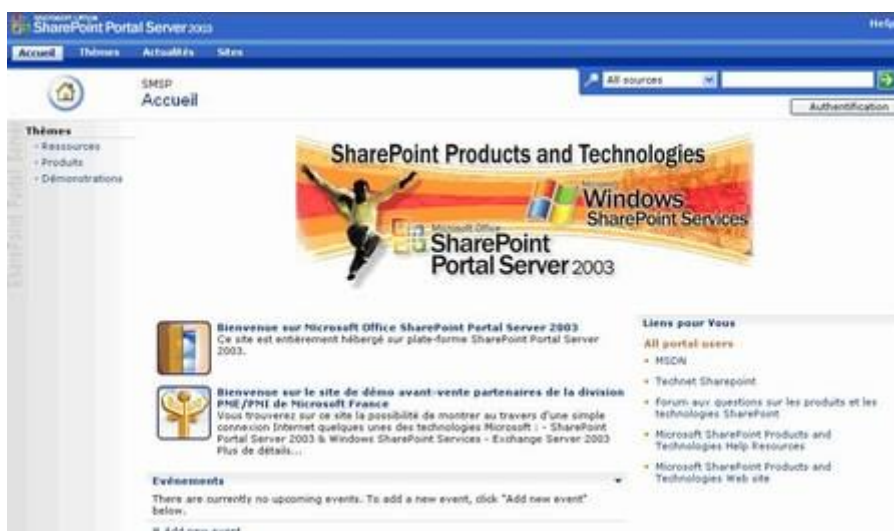 Microsoft Office
SharePoint Portal Server 2003
Help
Accueil Thèmes Actualités Sites
SMSP
Accueil
All sources
Authentification
Thèmes
Ressources
Produits
Démonstrations
SharePoint Products and Technologies
Microsoft
Windows
SharePoint Services
Microsoft Office
SharePoint
Portal Server 2003
Bienvenue sur Microsoft Office SharePoint Portal Server 2003
Ce site est entièrement hébergé sur plate-forme SharePoint Portal Server
2003.
Bienvenue sur le site de démo avant-vente partenaires de la division
PME/PMI de Microsoft France
Vous trouverez sur ce site la possibilité de montrer au travers d'une simple
connexion Internet quelques unes des technologies Microsoft : - SharePoint
Portal Server 2003 & Windows SharePoint Services - Exchange Server 2003
Plus de détails...
Evénements
There are currently no upcoming events. To add a new event, click "Add new event"
below.
Add new event
Liens pour Vous
All portal users
MSDN
Technet Sharepoint
Forum aux questions sur les produits et les
technologies SharePoint
Microsoft SharePoint Products and
Technologies Help Resources
Microsoft SharePoint Products and
Technologies Web site